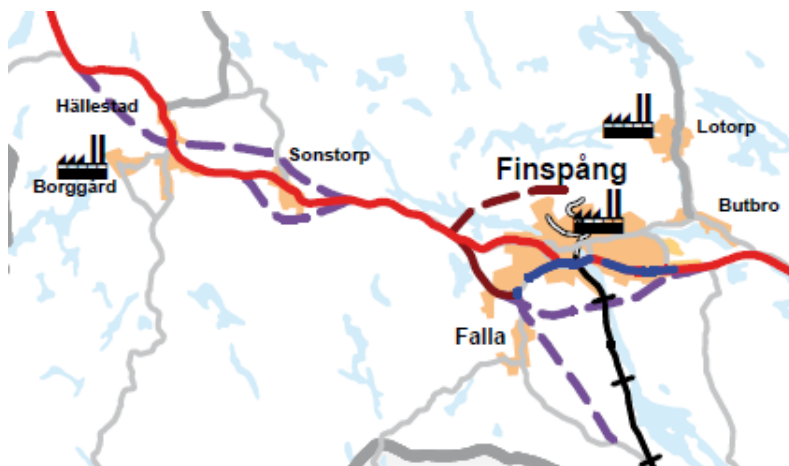 Hällestad
Lotorp
Sonstorp
Finspång
Borggård
Butbro
Falla